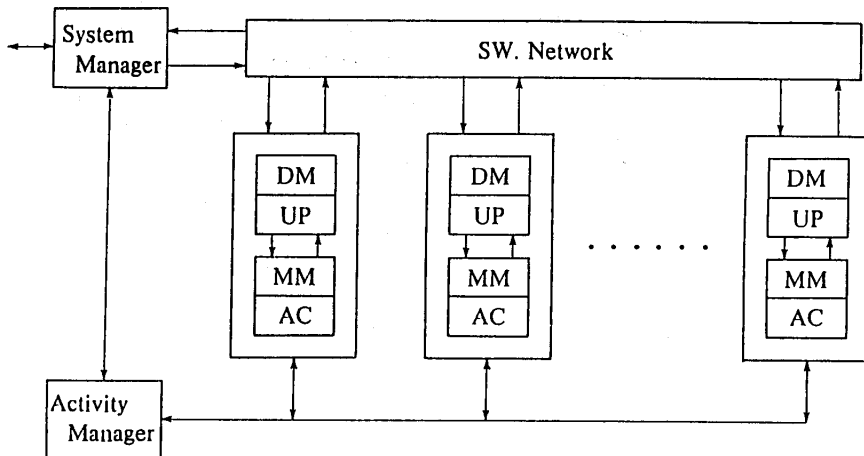 System
Manager
SW. Network
DM
UP
MM
AC
DM
UP
MM
AC
DM
UP
MM
AC
Activity
Manager